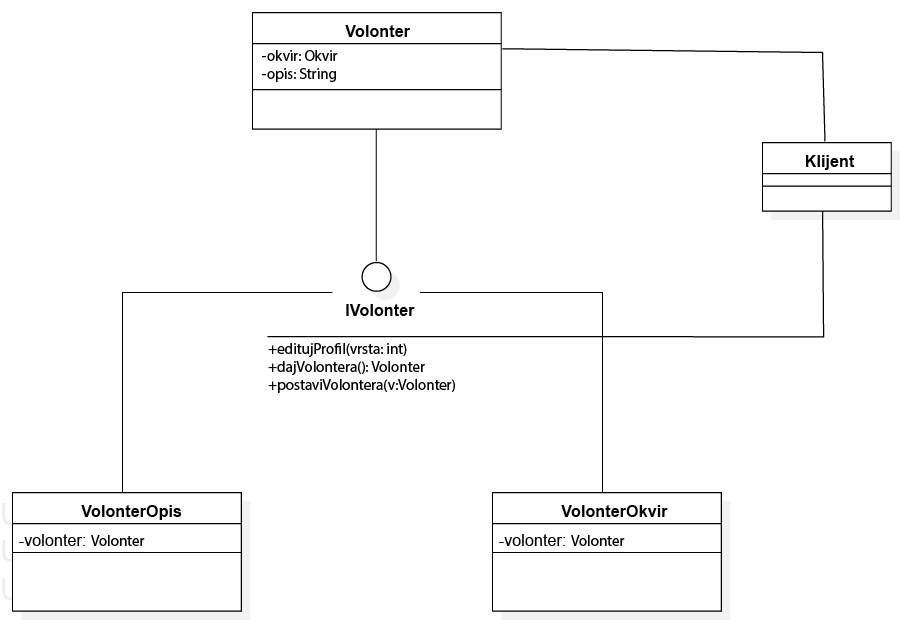 Volonter
-okvir: Okvir
-opis: String
Klijent
IVolonter
+editujProfil(vrsta: int)
+dajVolontera(): Volonter
+postaviVolontera(v:Volonter)
VolonterOpis
-volonter: Volonter
VolonterOkvir
-volonter: Volonter